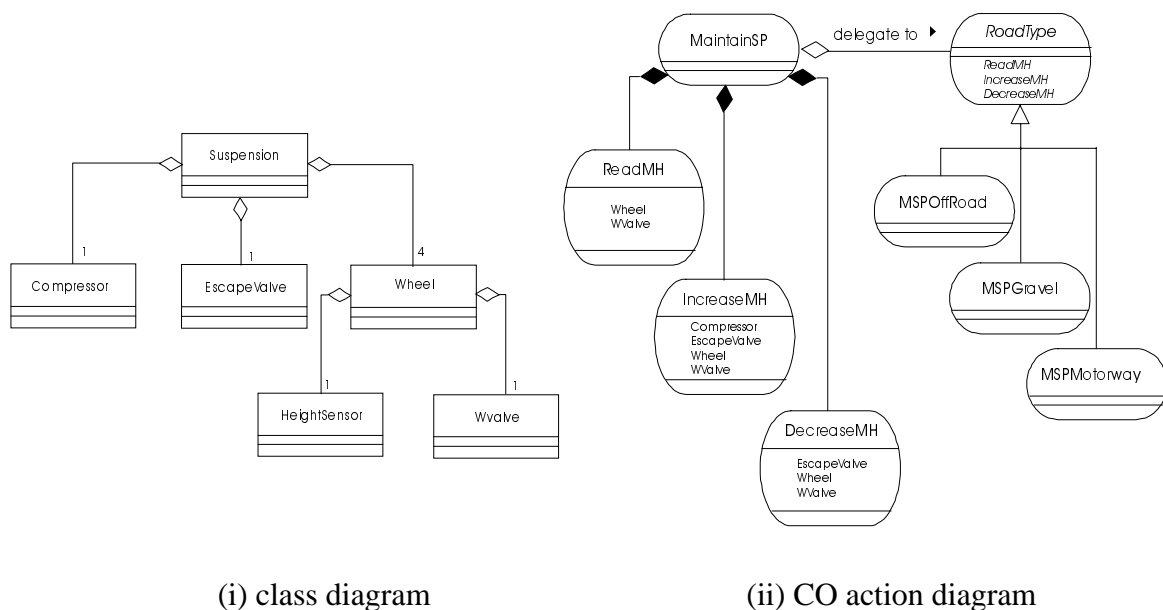 MaintainSP
delegate to
RoadType
ReadMH
IncreaseMH
DecreaseMH
Suspension
1
Compressor
1
EscapeValve
4
Wheel
1
HeightSensor
1
Wvalve
ReadMH
Wheel
WValve
IncreaseMH
Compressor
EscapeValve
Wheel
WValve
DecreaseMH
EscapeValve
Wheel
WValve
MSPOffRoad
MSPGravel
MSPMotorway
(i) class diagram
(ii) CO action diagram